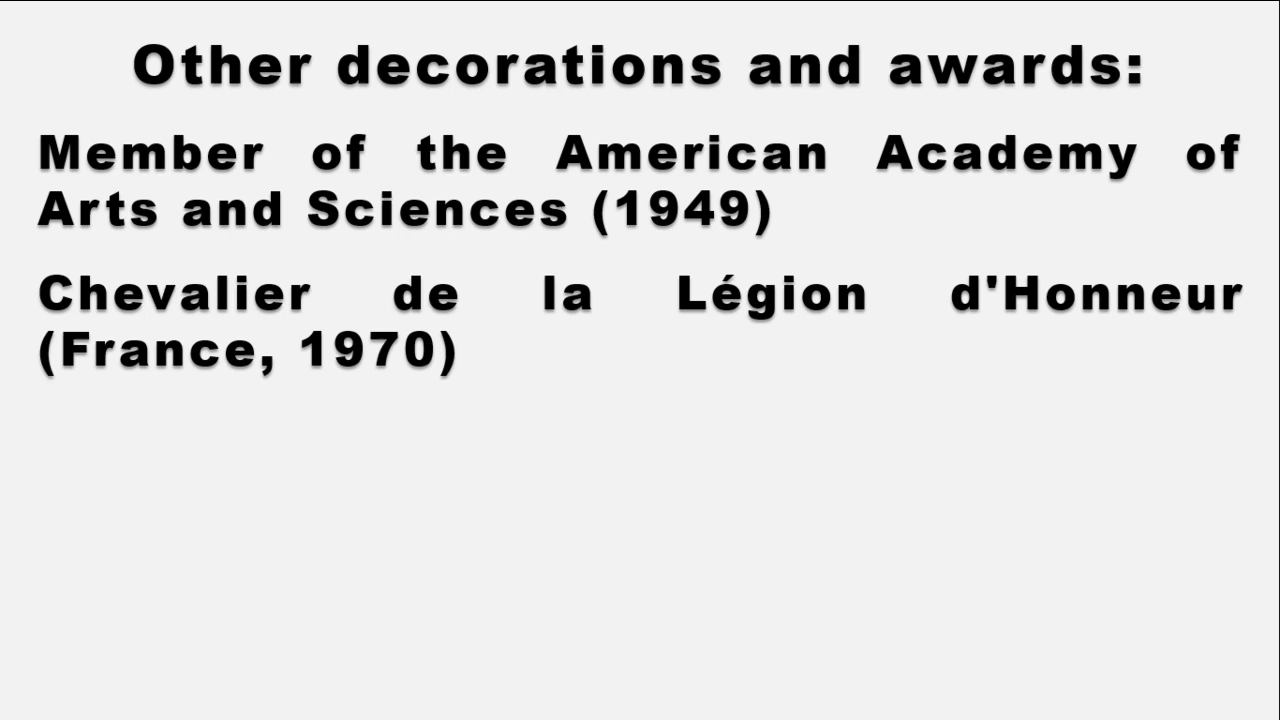 Other decorations and awards:
Member of the American Academy of
Arts and Sciences (1949)
Chevalier de la Légion d'Honneur
(France, 1970)